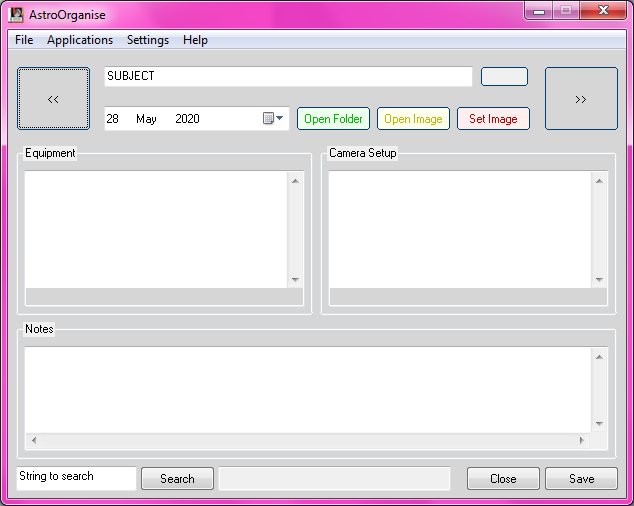 AstroOrganise
File Applications Settings Help
<< SUBJECT >>
28 May 2020 Open Folder Open Image Set Image
Equipment Camera Setup
Notes
String to search Search Close Save